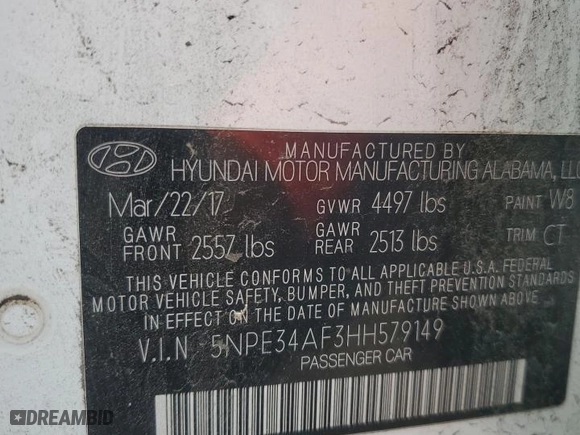 MANUFACTURED BY
HYUNDAI MOTOR MANUFACTURING ALABAMA, LLC
Mar/22/17 GVWR 4497 lbs PAINT W8
GAWR FRONT 2557 lbs GAWR REAR 2513 lbs TRIM CT
THIS VEHICLE CONFORMS TO ALL APPLICABLE U.S.A. FEDERAL
MOTOR VEHICLE SAFETY, BUMPER, AND THEFT PREVENTION STANDARDS
IN EFFECT ON THE DATE OF MANUFACTURE SHOWN ABOVE.
V.I.N 5NPE34AF3HH579149
PASSENGER CAR
DREAMBID